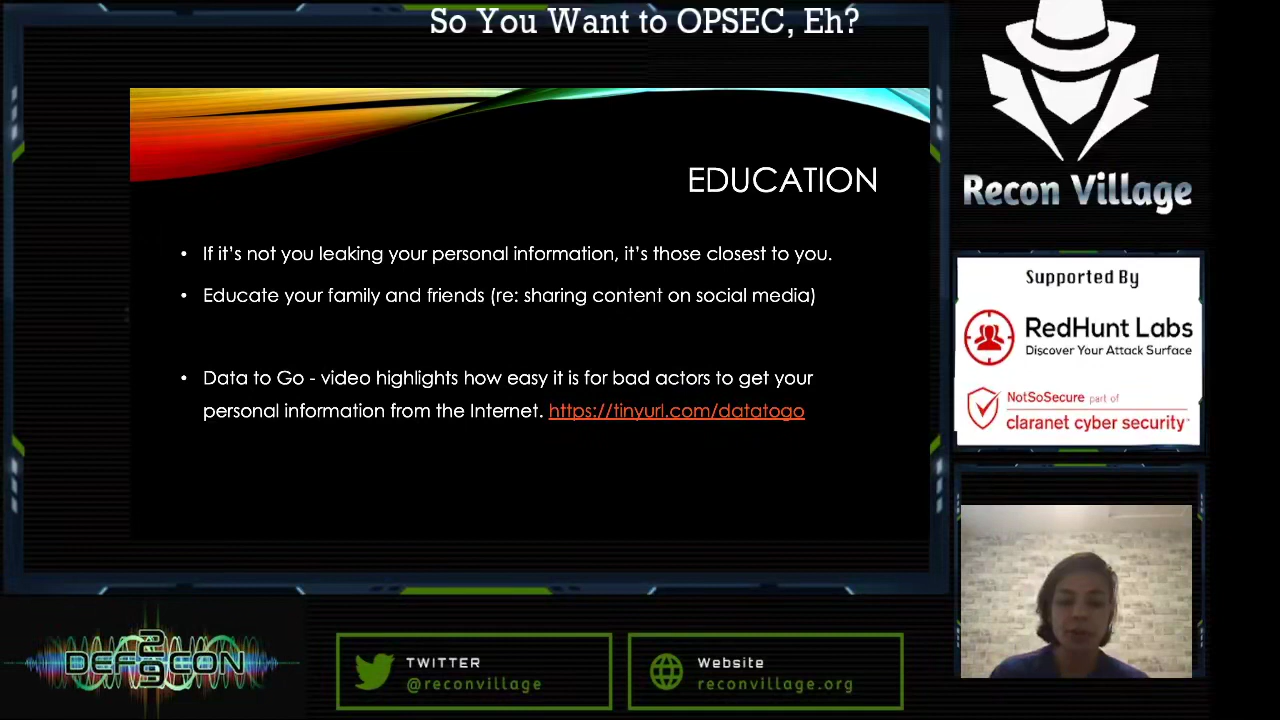 So You Want to OPSEC, Eh?
EDUCATION
• If it's not you leaking your personal information, it's those closest to you.
• Educate your family and friends (re: sharing content on social media)
• Data to Go - video highlights how easy it is for bad actors to get your
personal information from the Internet. https://tinyurl.com/datatogo
Recon Village
Supported By
RedHunt Labs
Discover Your Attack Surface
NotSoSecure part of
claranet cyber security
DEFCON
29
TWITTER
@reconvillage
Website
reconvillage.org